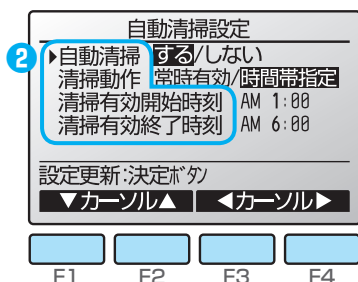 自動清掃設定
2
▶自動清掃 する/しない
清掃動作 常時有効/時間帯指定
清掃有効開始時刻 AM 1:00
清掃有効終了時刻 AM 6:00
設定更新:決定ボタン
▼カーソル▲ ◀カーソル▶
F1 F2 F3 F4